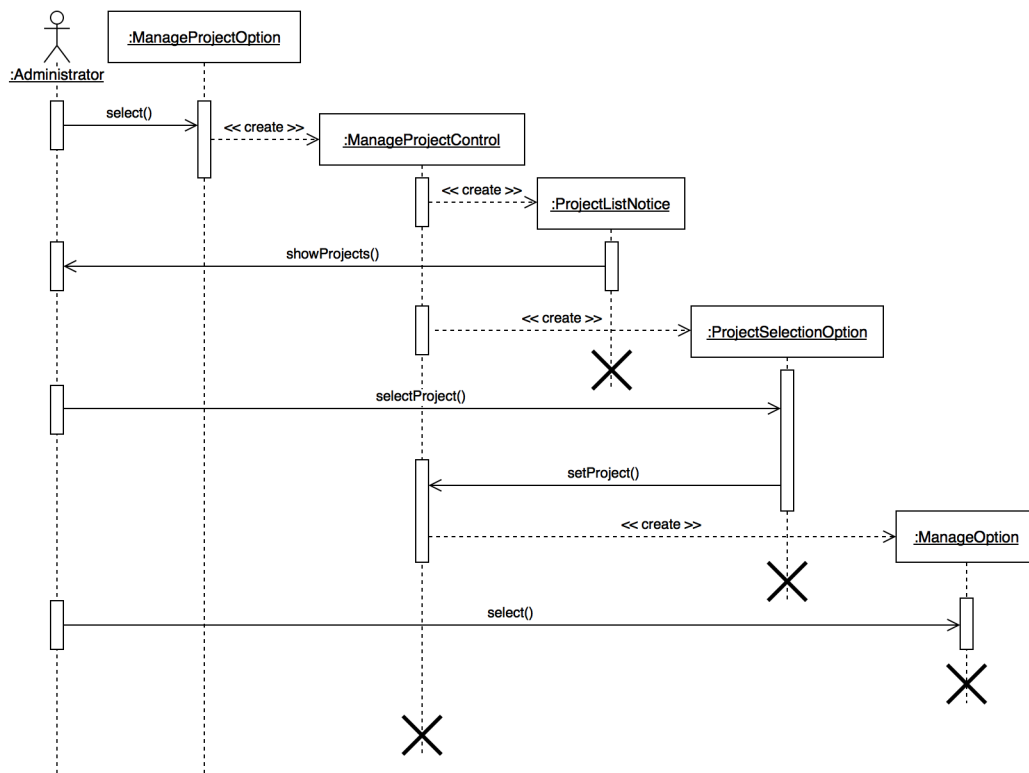 :ManageProjectOption
:Administrator
select()
<< create >>
:ManageProjectControl
<< create >>
:ProjectListNotice
showProjects()
<< create >>
:ProjectSelectionOption
selectProject()
setProject()
<< create >>
:ManageOption
select()